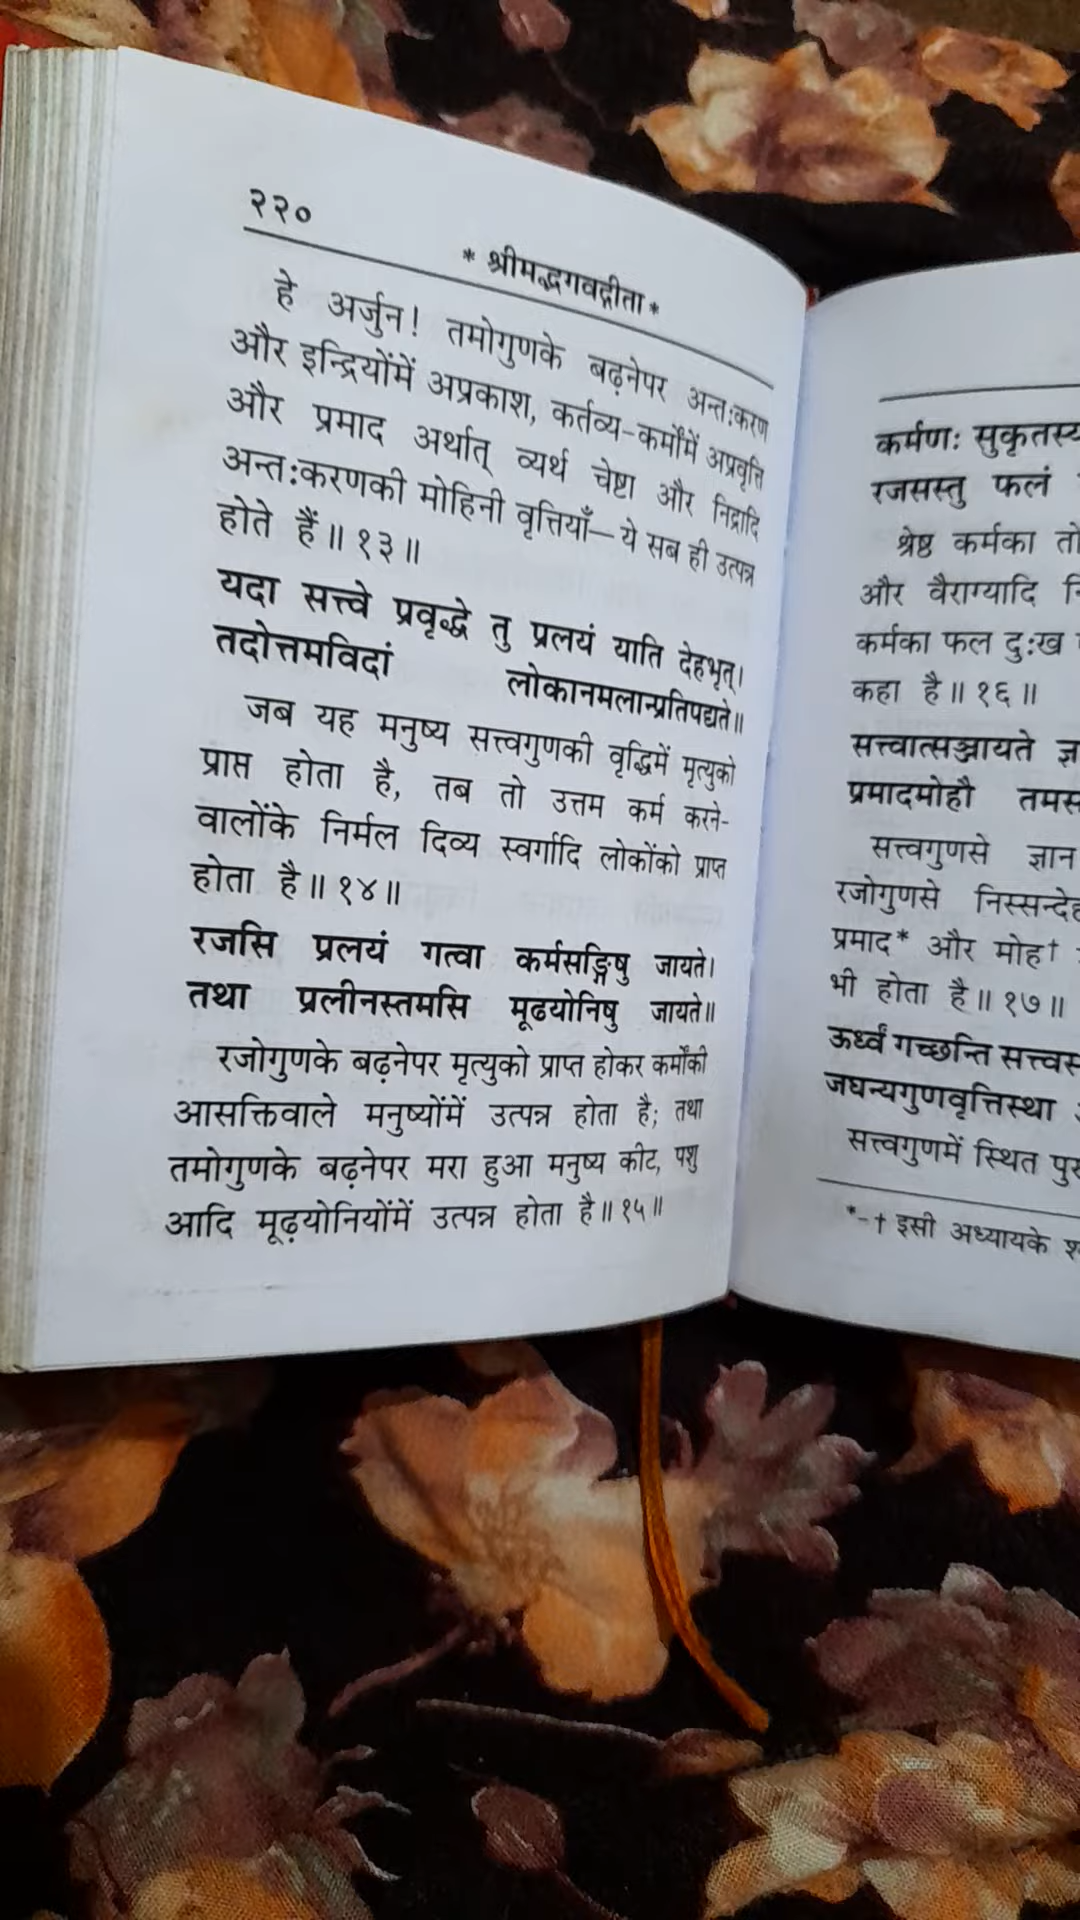 २२०
* श्रीमद्भगवद्गीता *
हे अर्जुन! तमोगुणके बढ़नेपर अन्तःकरण
और इन्द्रियोंमें अप्रकाश, कर्तव्य-कर्मोंमें अप्रवृत्ति
और प्रमाद अर्थात् व्यर्थ चेष्टा और निद्रादि
अन्तःकरणकी मोहिनी वृत्तियाँ—ये सब ही उत्पन्न
होते हैं॥ १३॥
यदा सत्त्वे प्रवृद्धे तु प्रलयं याति देहभृत्।
तदोत्तमविदां लोकानमलान्प्रतिपद्यते॥
जब यह मनुष्य सत्त्वगुणकी वृद्धिमें मृत्युको
प्राप्त होता है, तब तो उत्तम कर्म करने-
वालोंके निर्मल दिव्य स्वर्गादि लोकोंको प्राप्त
होता है॥ १४॥
रजसि प्रलयं गत्वा कर्मसङ्गिषु जायते।
तथा प्रलीनस्तमसि मूढयोनिषु जायते॥
रजोगुणके बढ़नेपर मृत्युको प्राप्त होकर कर्मोंकी
आसक्तिवाले मनुष्योंमें उत्पन्न होता है; तथा
तमोगुणके बढ़नेपर मरा हुआ मनुष्य कीट, पशु
आदि मूढ़योनियोंमें उत्पन्न होता है॥ १५॥
कर्मणः सुकृतस्य
रजसस्तु फलं
श्रेष्ठ कर्मका तो
और वैराग्यादि
कर्मका फल दुःख
कहा है॥ १६॥
सत्त्वात्सञ्जायते
प्रमादमोहौ
सत्त्वगुणसे ज्ञान
रजोगुणसे
प्रमाद* और मोह†
भी होता है॥ १७॥
ऊर्ध्वं गच्छन्ति
जघन्यगुणवृत्तिस्था
सत्त्वगुणमें स्थित
*-† इसी अध्यायके